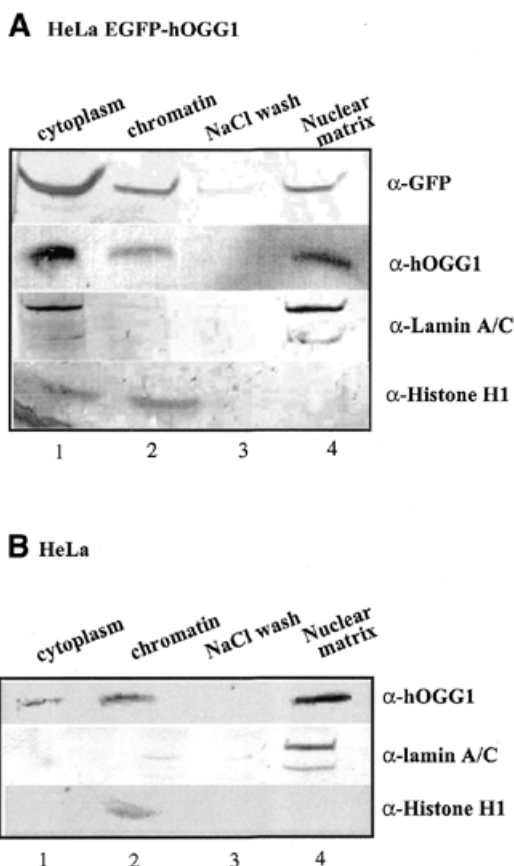 A HeLa EGFP-hOGG1
cytoplasm
chromatin
NaCl wash
Nuclear
matrix
α-GFP
α-hOGG1
α-Lamin A/C
α-Histone H1
1 2 3 4
B HeLa
cytoplasm
chromatin
NaCl wash
Nuclear
matrix
α-hOGG1
α-lamin A/C
α-Histone H1
1 2 3 4